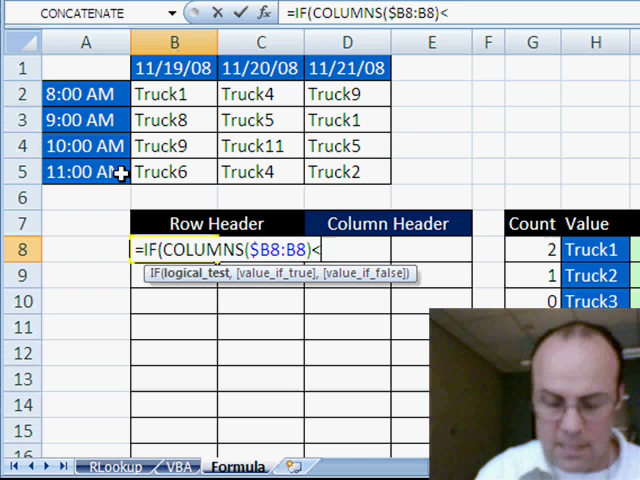 CONCATENATE =IF(COLUMNS($B8:B8)<
A B C D E F G H
1 11/19/08 11/20/08 11/21/08
2 8:00 AM Truck1 Truck4 Truck9
3 9:00 AM Truck8 Truck5 Truck1
4 10:00 AM Truck9 Truck11 Truck5
5 11:00 AM Truck6 Truck4 Truck2
6
7 Row Header Column Header Count Value
8 =IF(COLUMNS($B8:B8)< 2 Truck1
IF(logical_test, [value_if_true], [value_if_false])
9 1 Truck2
10 0 Truck3
11
12
13
14
15
RLookup VBA Formula